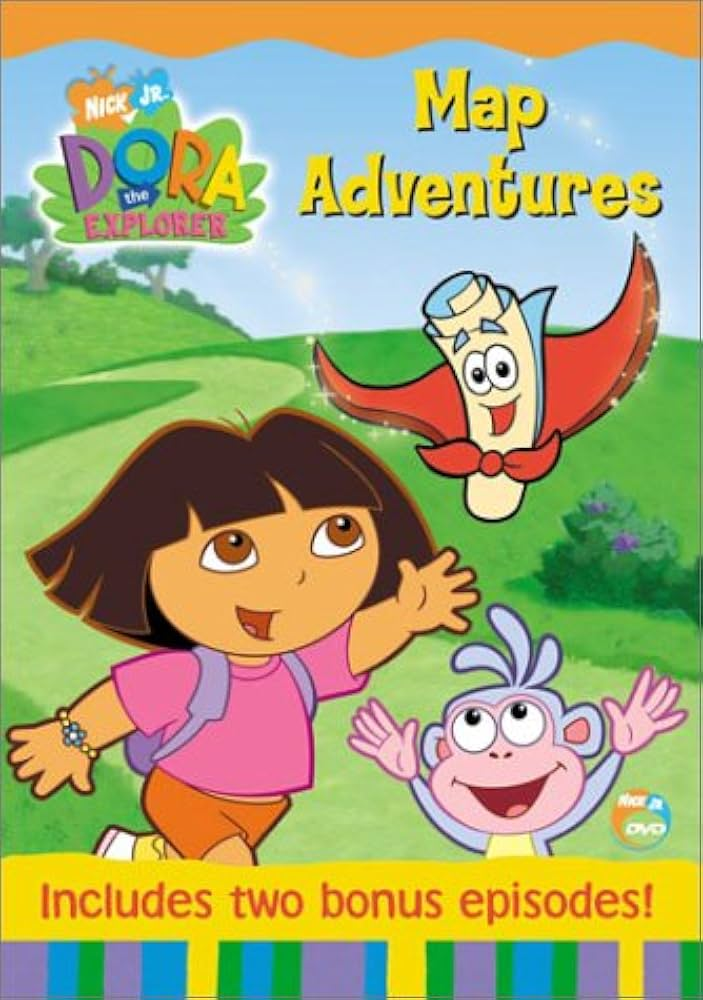 NICK JR.
DORA
the
EXPLORER
Map
Adventures
NICK JR.
DVD
Includes two bonus episodes!